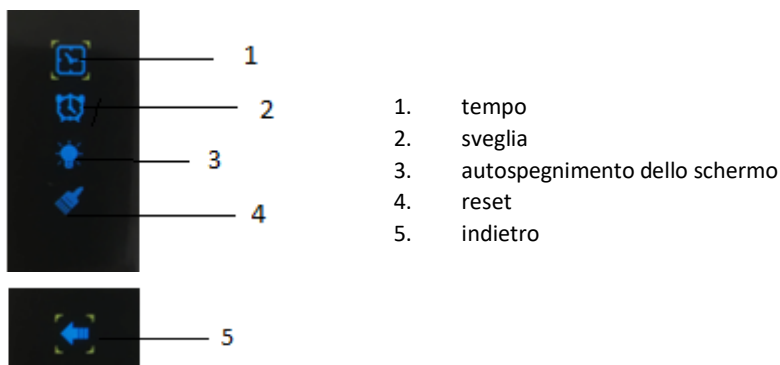 1
2
3
4
5
1. tempo
2. sveglia
3. autospegnimento dello schermo
4. reset
5. indietro